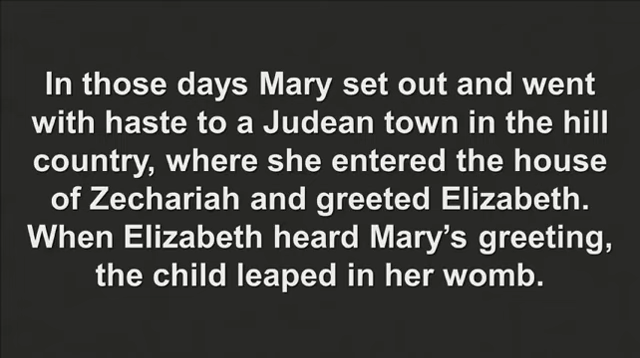 In those days Mary set out and went
with haste to a Judean town in the hill
country, where she entered the house
of Zechariah and greeted Elizabeth.
When Elizabeth heard Mary’s greeting,
the child leaped in her womb.